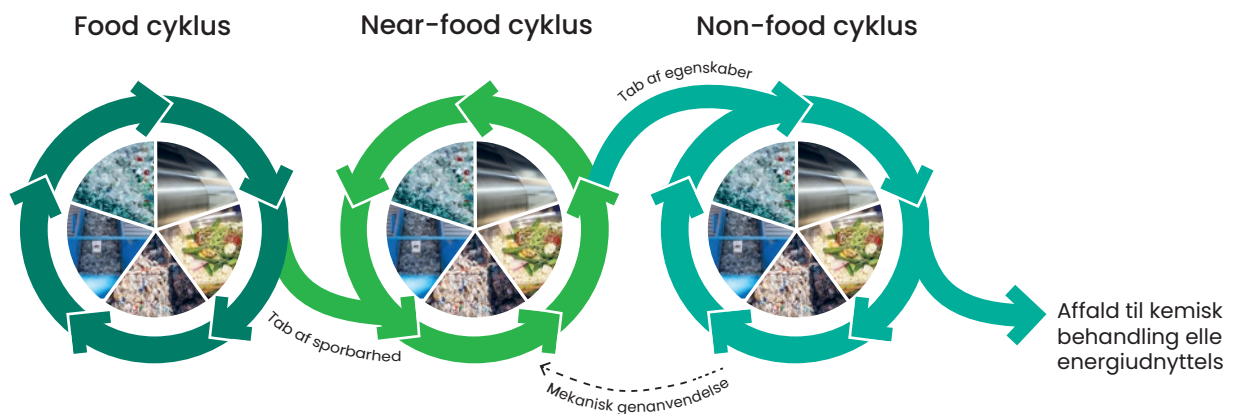 Food cyklus
Near-food cyklus
Non-food cyklus
Tab af egenskaber
Tab af sporbarhed
Mekanisk genanvendelse
Affald til kemisk
behandling elle
energiudnyttels